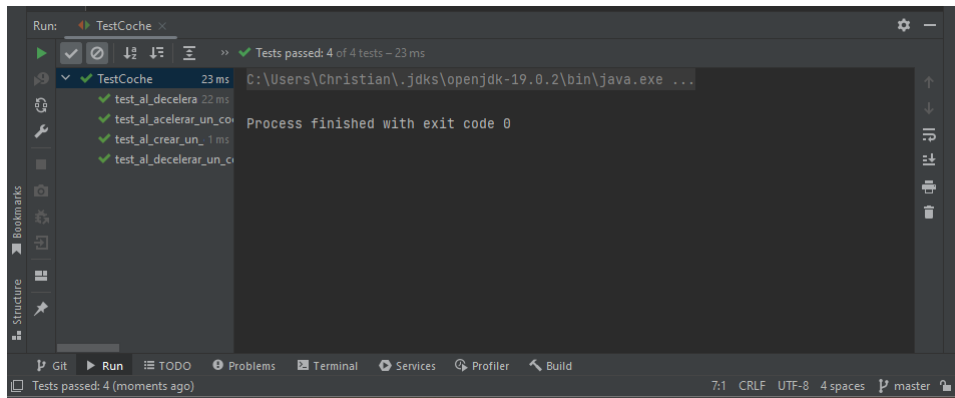 Run: TestCoche
Tests passed: 4 of 4 tests – 23 ms
TestCoche 23 ms
C:\Users\Christian\.jdks\openjdk-19.0.2\bin\java.exe ...
test_al_decelera 22 ms
test_al_acelerar_un_co
Process finished with exit code 0
test_al_crear_un_ 1 ms
test_al_decelerar_un_c
Bookmarks
Structure
Git Run TODO Problems Terminal Services Profiler Build
Tests passed: 4 (moments ago) 7:1 CRLF UTF-8 4 spaces master